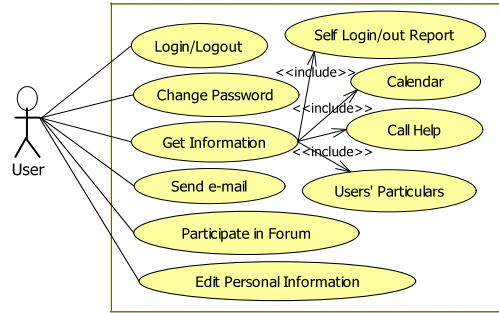 Self Login/out Report
Login/Logout
<<include>>
Calendar
Change Password
<<include>>
Call Help
Get Information
<<include>>
User
Send e-mail
Users' Particulars
Participate in Forum
Edit Personal Information